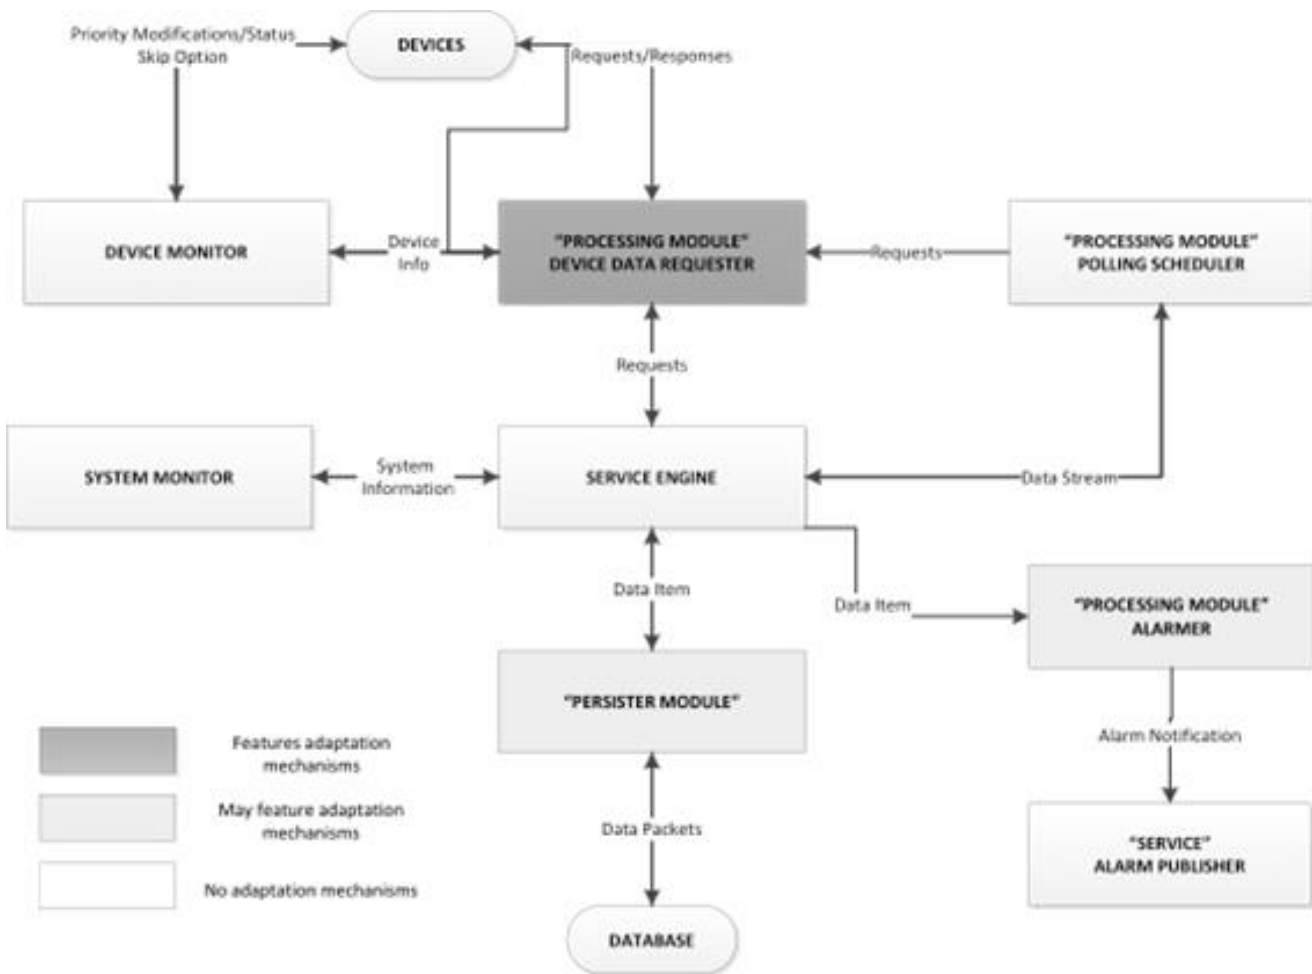 Priority Modifications/Status
Skip Option
DEVICES
Requests/Responses
DEVICE MONITOR
Device
Info
“PROCESSING MODULE”
DEVICE DATA REQUESTER
Requests
“PROCESSING MODULE”
POLLING SCHEDULER
Requests
SYSTEM MONITOR
System
Information
SERVICE ENGINE
Data Stream
Data Item
Data Item
“PROCESSING MODULE”
ALARMER
“PERSISTER MODULE”
Alarm Notification
Features adaptation
mechanisms
May feature adaptation
mechanisms
Data Packets
“SERVICE”
ALARM PUBLISHER
No adaptation mechanisms
DATABASE